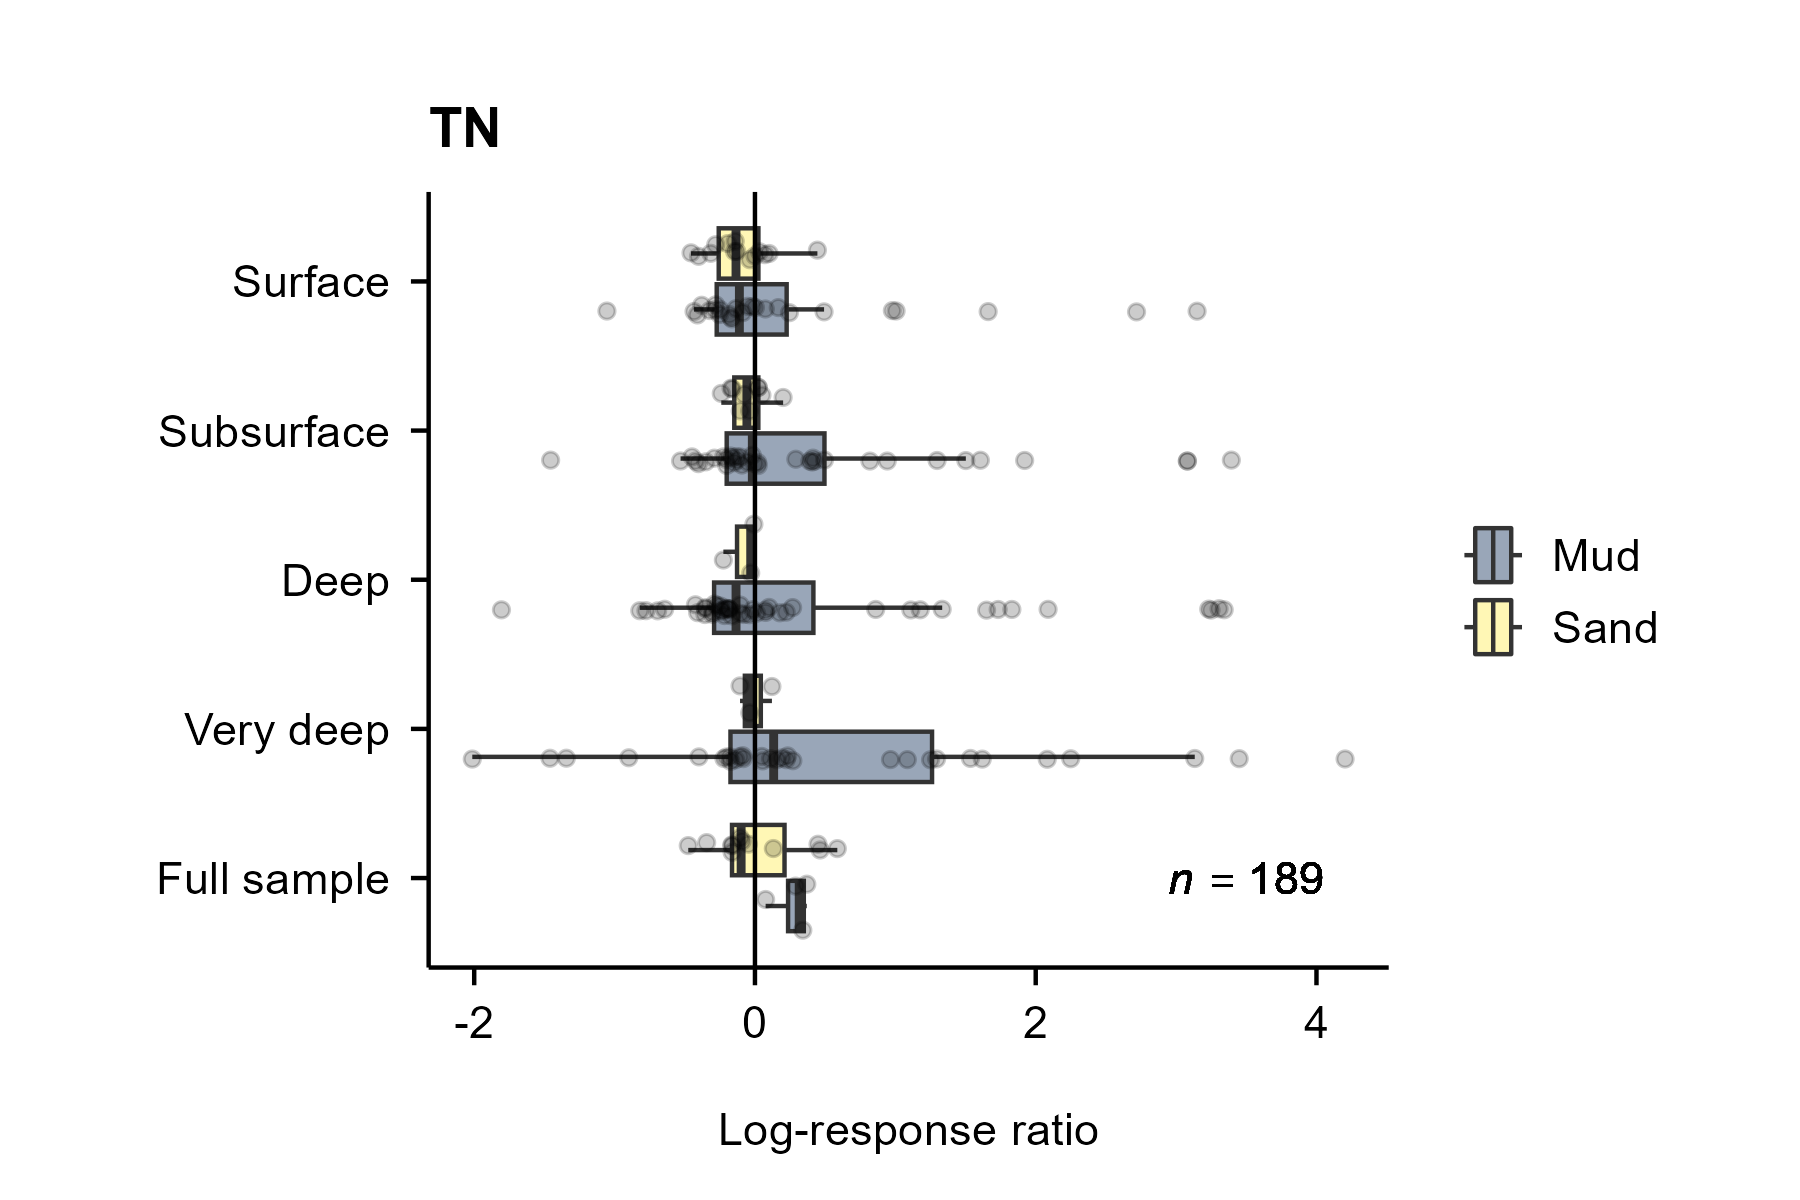 TN
Surface
Subsurface
Deep
Very deep
Full sample
Mud
Sand
n = 189
-2 0 2 4
Log-response ratio